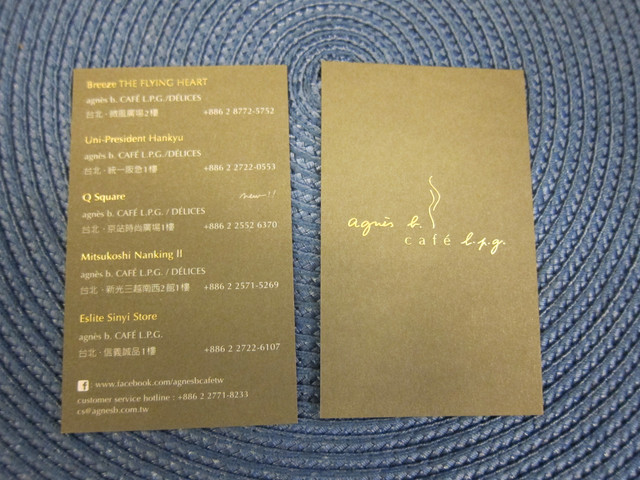 Breeze THE FLYING HEART
agnès b. CAFÉ L.P.G./DÉLICES
台北‧微風廣場2樓 +886 2 8772-5752
Uni-President Hankyu
agnès b. CAFÉ L.P.G./DÉLICES
台北‧統一阪急1樓 +886 2 2722-0553
Q Square new!!
agnès b. CAFÉ L.P.G. / DÉLICES
台北‧京站時尚廣場1樓 +886 2 2552 6370
Mitsukoshi Nanking ll
agnès b. CAFÉ L.P.G. / DÉLICES
台北‧新光三越南西2館1樓 +886 2 2571-5269
Eslite Sinyi Store
agnès b. CAFÉ L.P.G.
台北‧信義誠品1樓 +886 2 2722-6107
f www.facebook.com/agnesbcafetw
customer service hotline : +886 2 2771-8233
cs@agnesb.com.tw
agnès b.
café l.p.g.